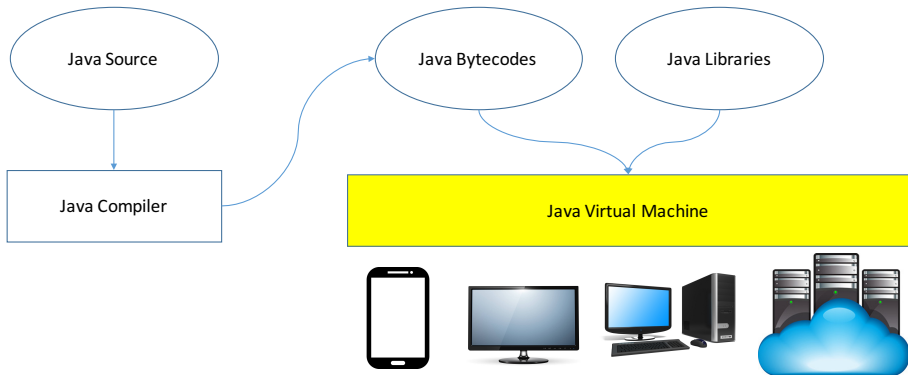 Java Source
Java Bytecodes
Java Libraries
Java Compiler
Java Virtual Machine